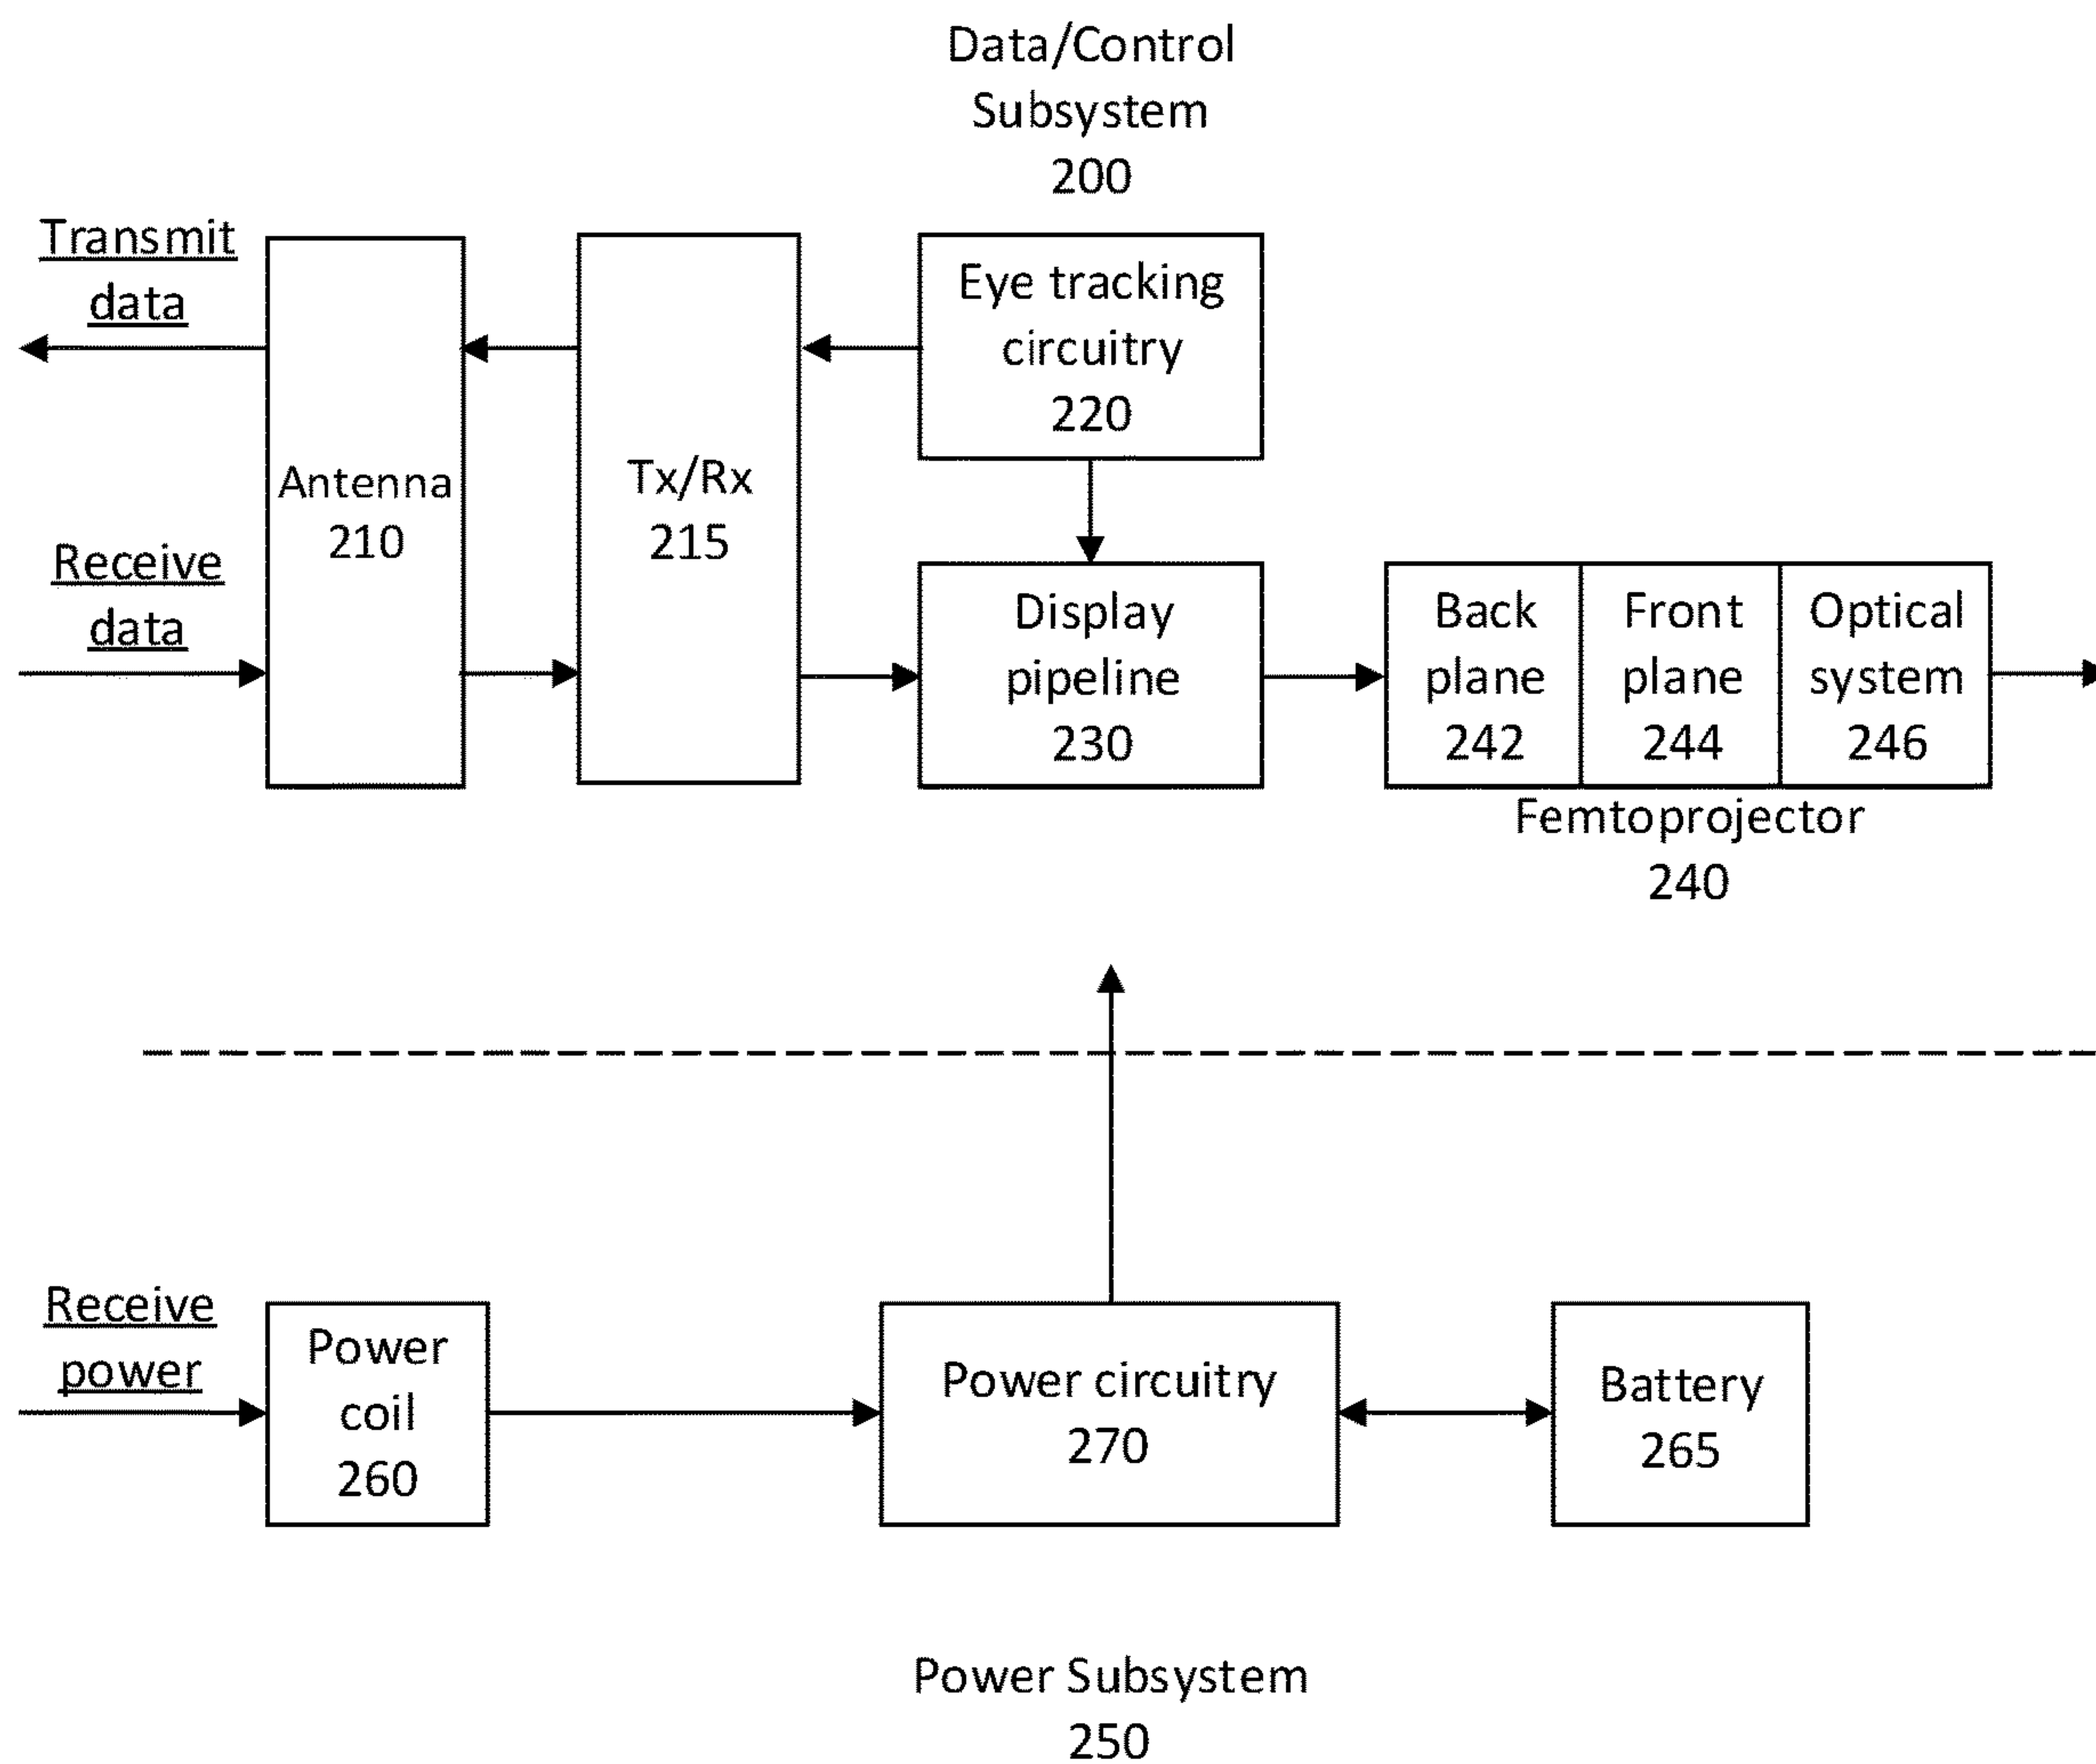 Data/Control
Subsystem
200
Transmit
data
Receive
data
Antenna
210
Tx/Rx
215
Eye tracking
circuitry
220
Display
pipeline
230
Back
plane
242
Front
plane
244
Optical
system
246
Femtoprojector
240
Receive
power
Power
coil
260
Power circuitry
270
Battery
265
Power Subsystem
250